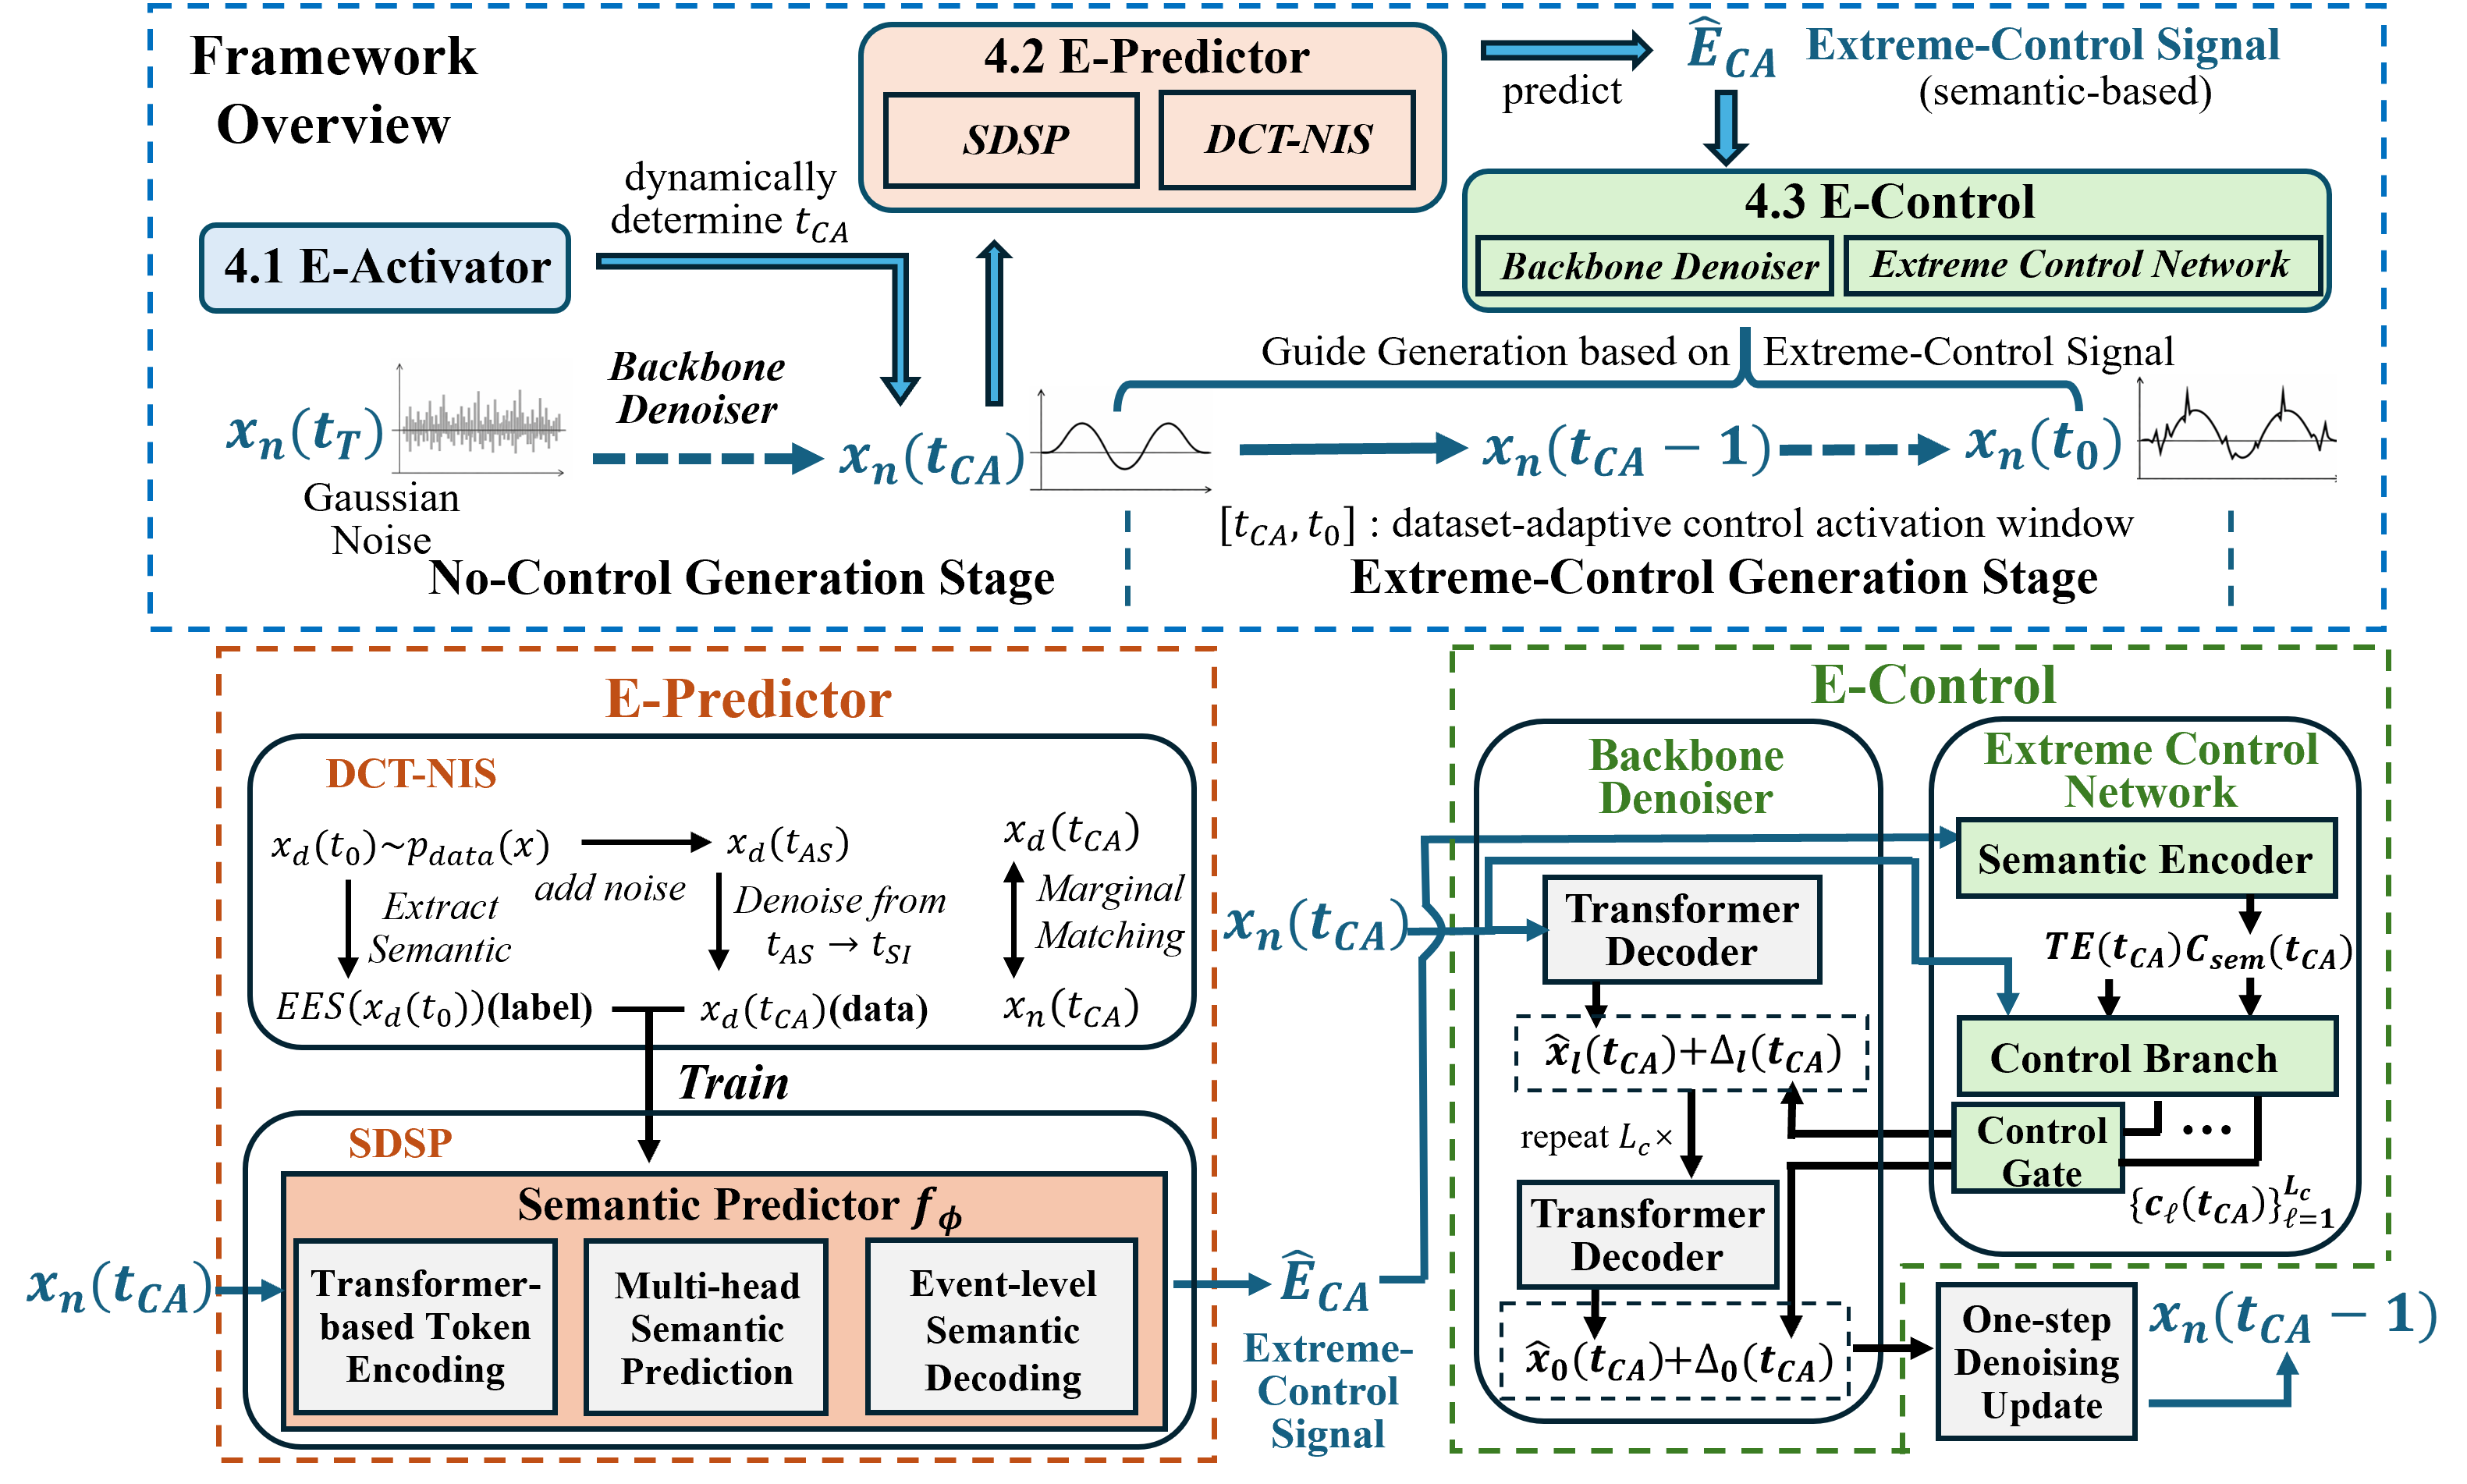 Framework
Overview
4.2 E-Predictor
SDSP
DCT-NIS
predict
Ê_CA
Extreme-Control Signal
(semantic-based)
dynamically
determine t_CA
4.1 E-Activator
4.3 E-Control
Backbone Denoiser
Extreme Control Network
Guide Generation based on
Extreme-Control Signal
Backbone
Denoiser
x_n(t_T)
Gaussian
Noise
x_n(t_CA)
x_n(t_CA − 1)
x_n(t_0)
[t_CA, t_0] : dataset-adaptive control activation window
No-Control Generation Stage
Extreme-Control Generation Stage
E-Predictor
DCT-NIS
x_d(t_0)~p_data(x)
add noise
x_d(t_AS)
x_d(t_CA)
Extract
Semantic
Denoise from
t_AS → t_SI
Marginal
Matching
EES(x_d(t_0))(label)
x_d(t_CA)(data)
x_n(t_CA)
Train
SDSP
Semantic Predictor f_ϕ
Transformer-
based Token
Encoding
Multi-head
Semantic
Prediction
Event-level
Semantic
Decoding
x_n(t_CA)
Ê_CA
Extreme-
Control
Signal
E-Control
Backbone
Denoiser
Extreme Control
Network
x_n(t_CA)
Transformer
Decoder
x̂_l(t_CA)+Δ_l(t_CA)
repeat L_c ×
Transformer
Decoder
x̂_0(t_CA)+Δ_0(t_CA)
Semantic Encoder
TE(t_CA) C_sem(t_CA)
Control Branch
Control
Gate
…
{c_ℓ(t_CA)}_{ℓ=1}^{L_c}
One-step
Denoising
Update
x_n(t_CA − 1)